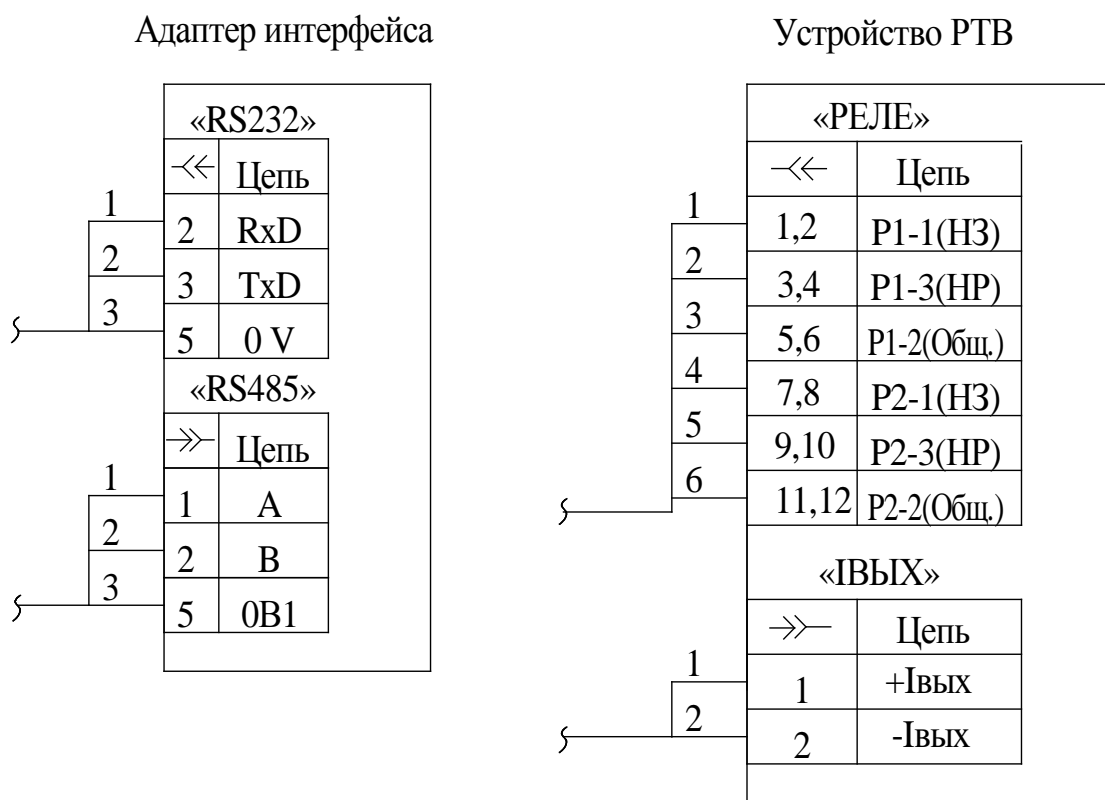 Адаптер интерфейса
«RS232»
Цепь
1
2 RxD
2
3 TxD
3
5 0 V
«RS485»
Цепь
1
1 A
2
2 B
3
5 0В1
Устройство РТВ
«РЕЛЕ»
Цепь
1
1,2 Р1-1(НЗ)
2
3,4 Р1-3(НР)
3
5,6 Р1-2(Общ.)
4
7,8 Р2-1(НЗ)
5
9,10 Р2-3(НР)
6
11,12 Р2-2(Общ.)
«IВЫХ»
Цепь
1
1 +Iвых
2
2 -Iвых